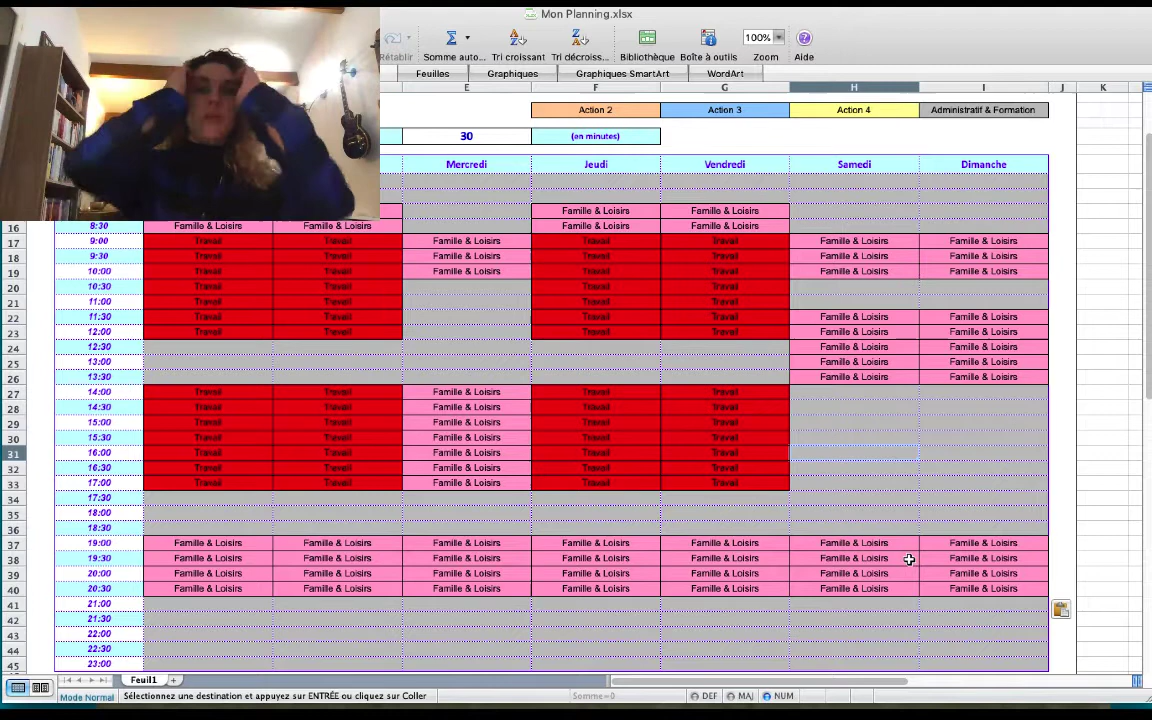 Mon Planning.xlsx
Rétablir Somme auto... Tri croissant Tri décroiss... Bibliothèque Boîte à outils 100% Zoom Aide
Feuilles Graphiques Graphiques SmartArt WordArt
E F G H I J K
Action 2 Action 3 Action 4 Administratif & Formation
30 (en minutes)
Mercredi Jeudi Vendredi Samedi Dimanche
Famille & Loisirs Famille & Loisirs
16 8:30 Famille & Loisirs Famille & Loisirs Famille & Loisirs Famille & Loisirs
17 9:00 Travail Travail Famille & Loisirs Travail Travail Famille & Loisirs Famille & Loisirs
18 9:30 Travail Travail Famille & Loisirs Travail Travail Famille & Loisirs Famille & Loisirs
19 10:00 Travail Travail Famille & Loisirs Travail Travail Famille & Loisirs Famille & Loisirs
20 10:30 Travail Travail Travail Travail
21 11:00 Travail Travail Travail Travail
22 11:30 Travail Travail Travail Travail Famille & Loisirs Famille & Loisirs
23 12:00 Travail Travail Travail Travail Famille & Loisirs Famille & Loisirs
24 12:30 Famille & Loisirs Famille & Loisirs
25 13:00 Famille & Loisirs Famille & Loisirs
26 13:30 Famille & Loisirs Famille & Loisirs
27 14:00 Travail Travail Famille & Loisirs Travail Travail
28 14:30 Travail Travail Famille & Loisirs Travail Travail
29 15:00 Travail Travail Famille & Loisirs Travail Travail
30 15:30 Travail Travail Famille & Loisirs Travail Travail
31 16:00 Travail Travail Famille & Loisirs Travail Travail
32 16:30 Travail Travail Famille & Loisirs Travail Travail
33 17:00 Travail Travail Famille & Loisirs Travail Travail
34 17:30
35 18:00
36 18:30
37 19:00 Famille & Loisirs Famille & Loisirs Famille & Loisirs Famille & Loisirs Famille & Loisirs Famille & Loisirs Famille & Loisirs
38 19:30 Famille & Loisirs Famille & Loisirs Famille & Loisirs Famille & Loisirs Famille & Loisirs Famille & Loisirs Famille & Loisirs
39 20:00 Famille & Loisirs Famille & Loisirs Famille & Loisirs Famille & Loisirs Famille & Loisirs Famille & Loisirs Famille & Loisirs
40 20:30 Famille & Loisirs Famille & Loisirs Famille & Loisirs Famille & Loisirs Famille & Loisirs Famille & Loisirs Famille & Loisirs
41 21:00
42 21:30
43 22:00
44 22:30
45 23:00
Feuil1
Mode Normal Sélectionnez une destination et appuyez sur ENTRÉE ou cliquez sur Coller Somme=0 DEF MAJ NUM